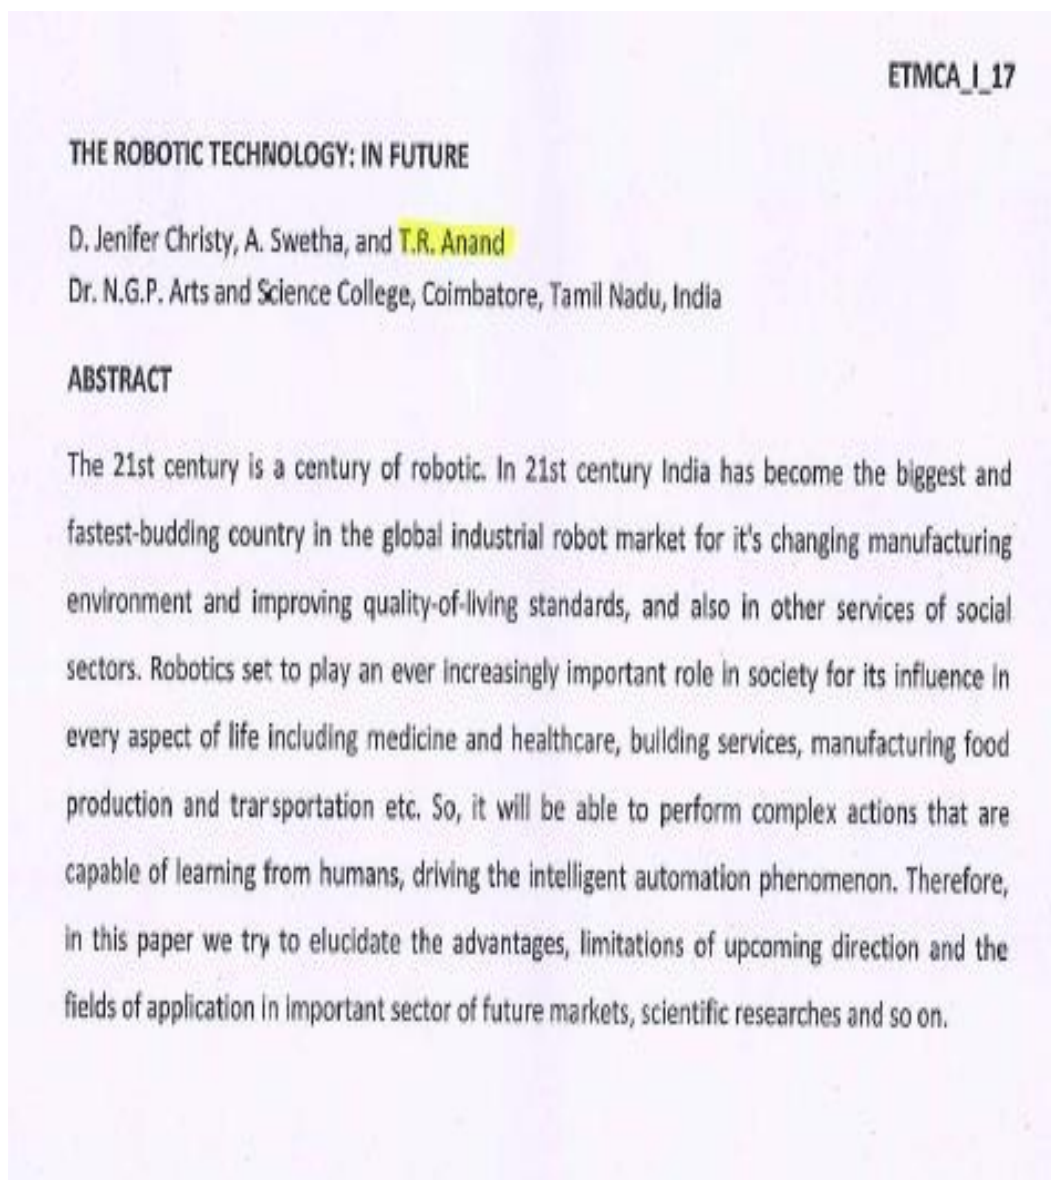 ETMCA_I_17
THE ROBOTIC TECHNOLOGY: IN FUTURE
D. Jenifer Christy, A. Swetha, and T.R. Anand
Dr. N.G.P. Arts and Science College, Coimbatore, Tamil Nadu, India
ABSTRACT
The 21st century is a century of robotic. In 21st century India has become the biggest and
fastest-budding country in the global industrial robot market for it's changing manufacturing
environment and improving quality-of-living standards, and also in other services of social
sectors. Robotics set to play an ever increasingly important role in society for its influence in
every aspect of life including medicine and healthcare, building services, manufacturing food
production and transportation etc. So, it will be able to perform complex actions that are
capable of learning from humans, driving the intelligent automation phenomenon. Therefore,
in this paper we try to elucidate the advantages, limitations of upcoming direction and the
fields of application in important sector of future markets, scientific researches and so on.